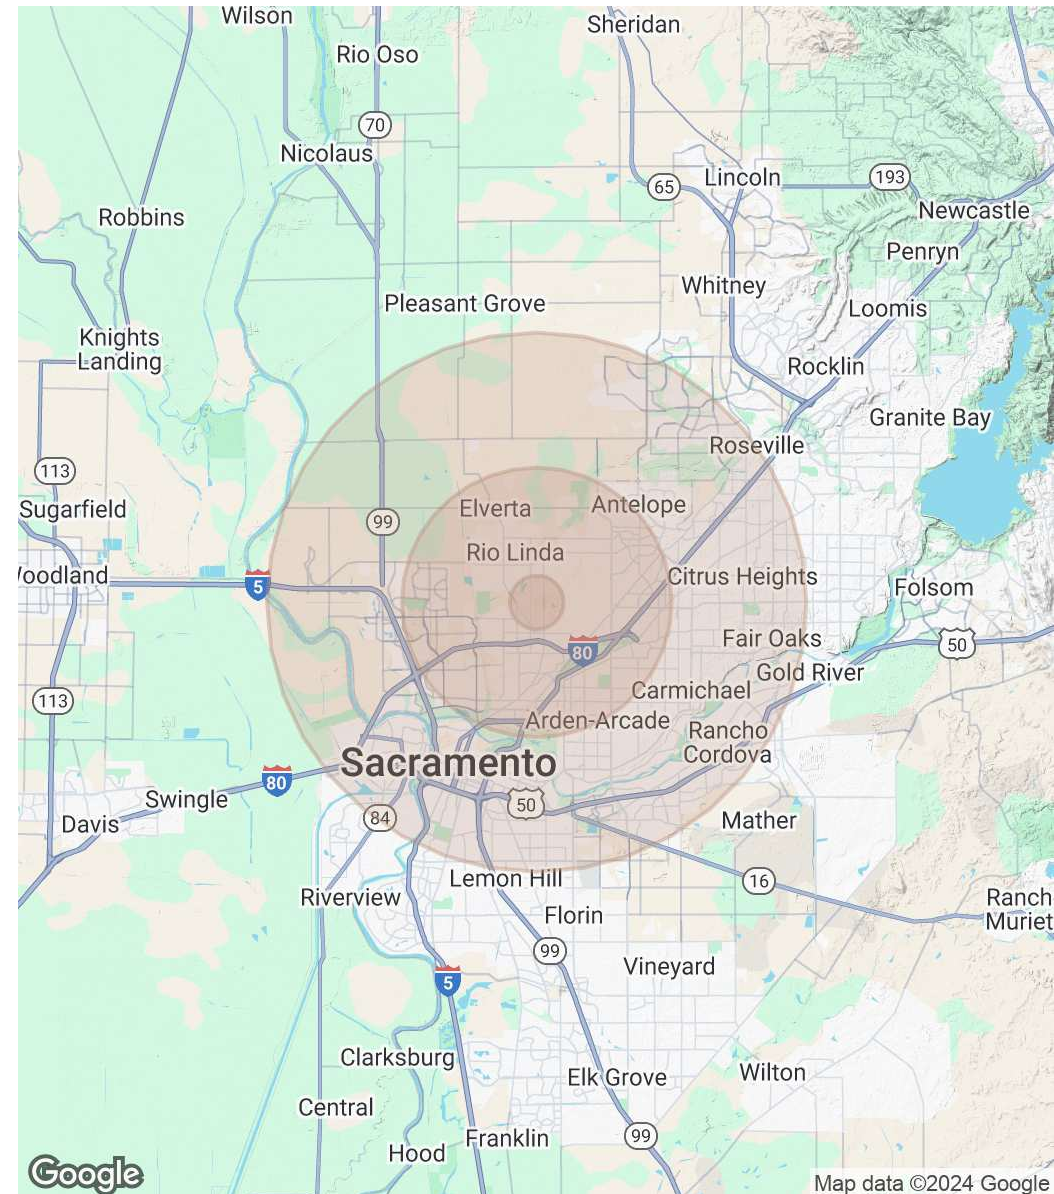 Wilson
Sheridan
Rio Oso
70
Nicolaus
Lincoln
193
65
Robbins
Newcastle
Penryn
Whitney
Pleasant Grove
Loomis
Knights
Landing
Rocklin
Granite Bay
Roseville
113
Sugarfield
Elverta
Antelope
99
Rio Linda
oodland
5
Citrus Heights
Folsom
80
Fair Oaks
50
Gold River
Carmichael
113
Arden-Arcade
Rancho
Cordova
Sacramento
80
Swingle
50
84
Davis
Mather
16
Lemon Hill
Riverview
Ranch
Muriet
Florin
99
Vineyard
5
Clarksburg
Elk Grove
Wilton
Central
Franklin
99
Hood
Google
Map data ©2024 Google